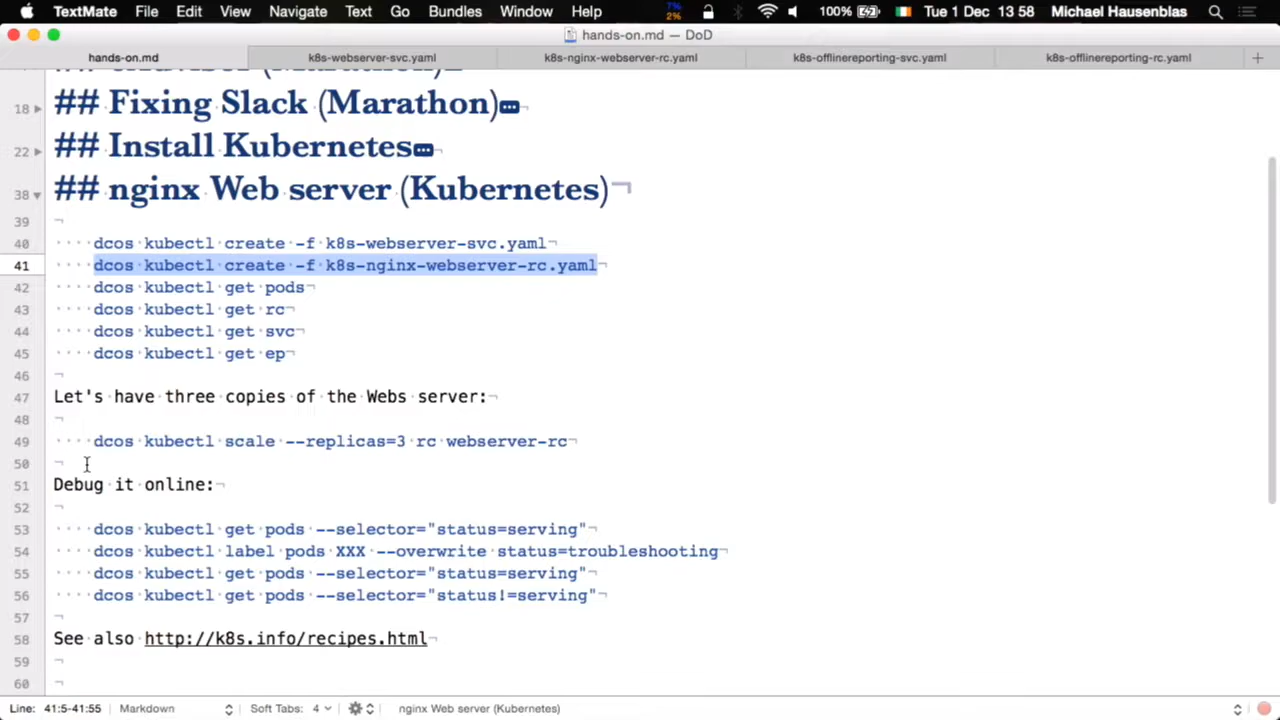 TextMate File Edit View Navigate Text Go Bundles Window Help 7% 2% 100% Tue 1 Dec 13 58 Michael Hausenblas
hands-on.md — DoD
hands-on.md k8s-webserver-svc.yaml k8s-nginx-webserver-rc.yaml k8s-offlinereporting-svc.yaml k8s-offlinereporting-rc.yaml +
18 ## Fixing Slack (Marathon)
22 ## Install Kubernetes
38 ## nginx Web server (Kubernetes)
39
40 dcos kubectl create -f k8s-webserver-svc.yaml
41 dcos kubectl create -f k8s-nginx-webserver-rc.yaml
42 dcos kubectl get pods
43 dcos kubectl get rc
44 dcos kubectl get svc
45 dcos kubectl get ep
46
47 Let's have three copies of the Webs server:
48
49 dcos kubectl scale --replicas=3 rc webserver-rc
50
51 Debug it online:
52
53 dcos kubectl get pods --selector="status=serving"
54 dcos kubectl label pods XXX --overwrite status=troubleshooting
55 dcos kubectl get pods --selector="status=serving"
56 dcos kubectl get pods --selector="status!=serving"
57
58 See also http://k8s.info/recipes.html
59
60
Line: 41:5-41:55 Markdown Soft Tabs: 4 nginx Web server (Kubernetes)